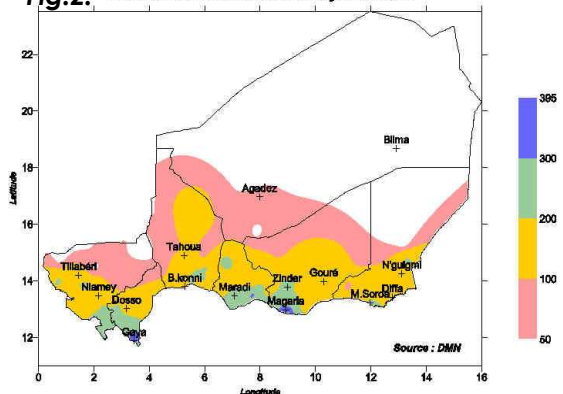 Fig.2.
22
20
18
16
14
12
Latitude
0 2 4 6 8 10 12 14 16
Longitude
Bilma
Agadez
Tahoua
Tillabéri
Niamey
Dosso
B.konni
Maradi
Zinder
Gouré
N'guigmi
Magaria
M.Soroa
Diffa
Gaya
Source : DMN
395
300
200
100
50